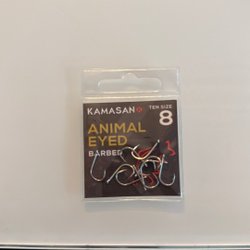 KAMASAN
TEN SIZE
8
ANIMAL
EYED
BARBED